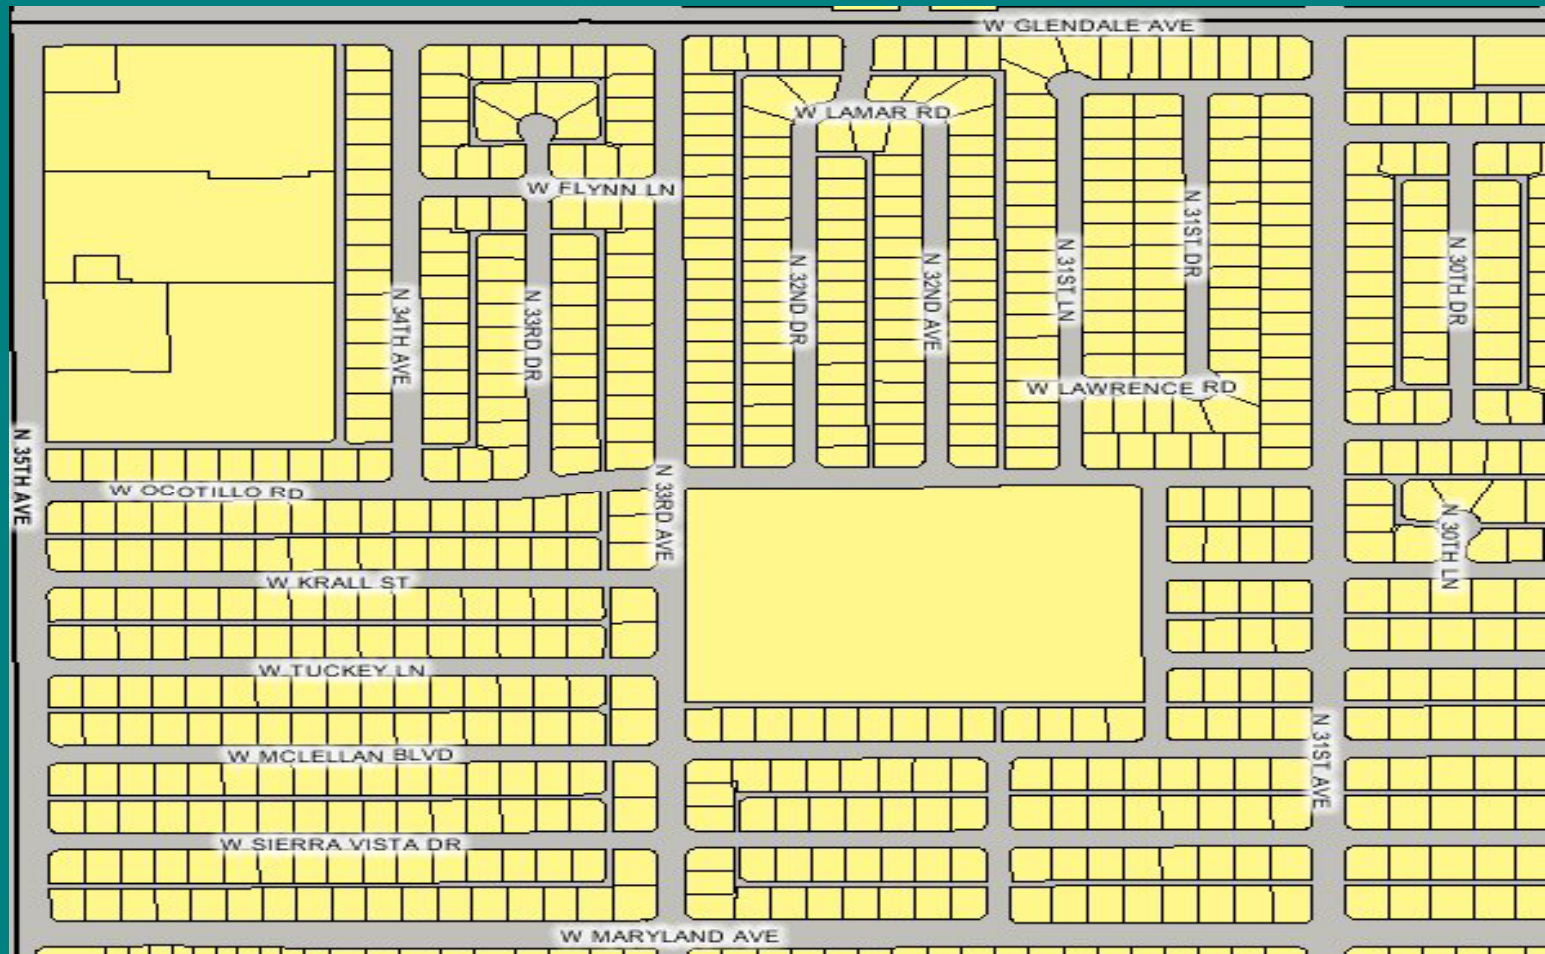 W GLENDALE AVE
W LAMAR RD
W FLYNN LN
N 31ST DR
N 34TH AVE
N 33RD DR
N 32ND DR
N 32ND AVE
N 31ST LN
N 30TH DR
W LAWRENCE RD
N 35TH AVE
W OCOTILLO RD
N 33RD AVE
N 30TH LN
W KRALL ST
W TUCKEY LN
W MCLELLAN BLVD
N 31ST AVE
W SIERRA VISTA DR
W MARYLAND AVE